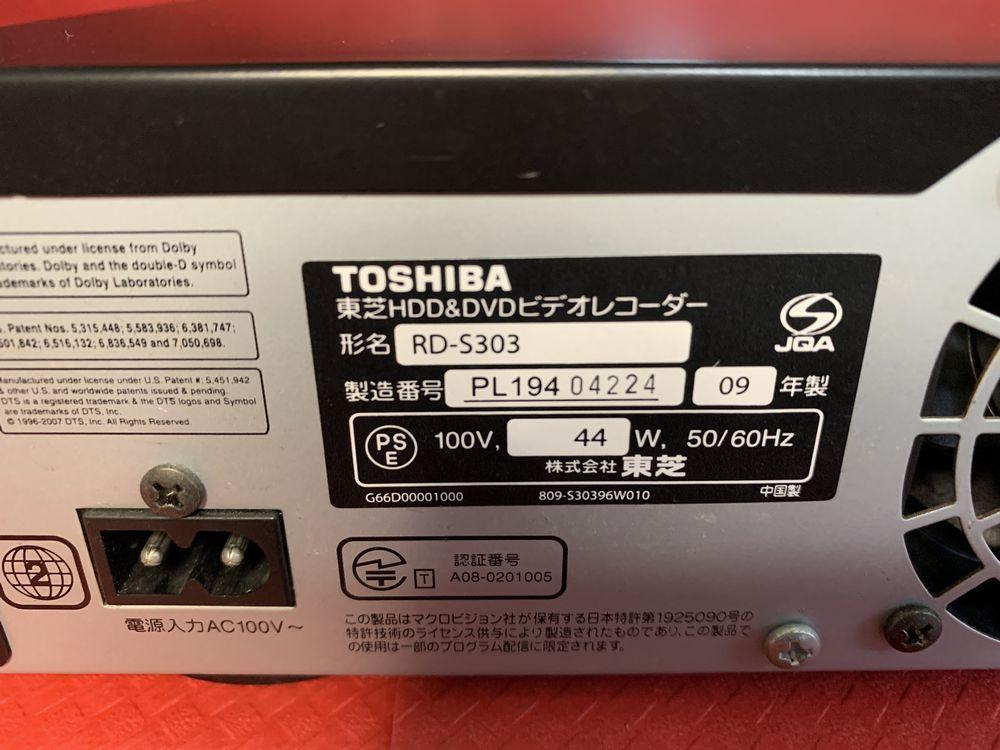 ctured under license from Dolby
tories. Dolby and the double-D symbol
demarks of Dolby Laboratories.
. Patent Nos. 5,315,448; 5,583,936; 6,381,747;
501,842; 6,516,132; 6,836,549 and 7,050,698.
Manufactured under license under U.S. Patent #: 5,451,942
& other U.S. and worldwide patents issued & pending.
DTS is a registered trademark & the DTS logos and Symbol
are trademarks of DTS, Inc.
© 1996-2007 DTS, Inc. All Rights Reserved.
TOSHIBA
東芝HDD&DVDビデオレコーダー
形名 RD-S303
製造番号 PL194 04224 09 年製
JQA
PSE 100V, 44 W, 50/60Hz
株式会社 東芝
G66D00001000 809-S30396W010 中国製
2
電源入力AC100V～
認証番号
T A08-0201005
この製品はマクロビジョン社が保有する日本特許第1925090号の
特許技術のライセンス供与により製造されたものであり、この製品で
の使用は一部のプログラム配信に限定されます。